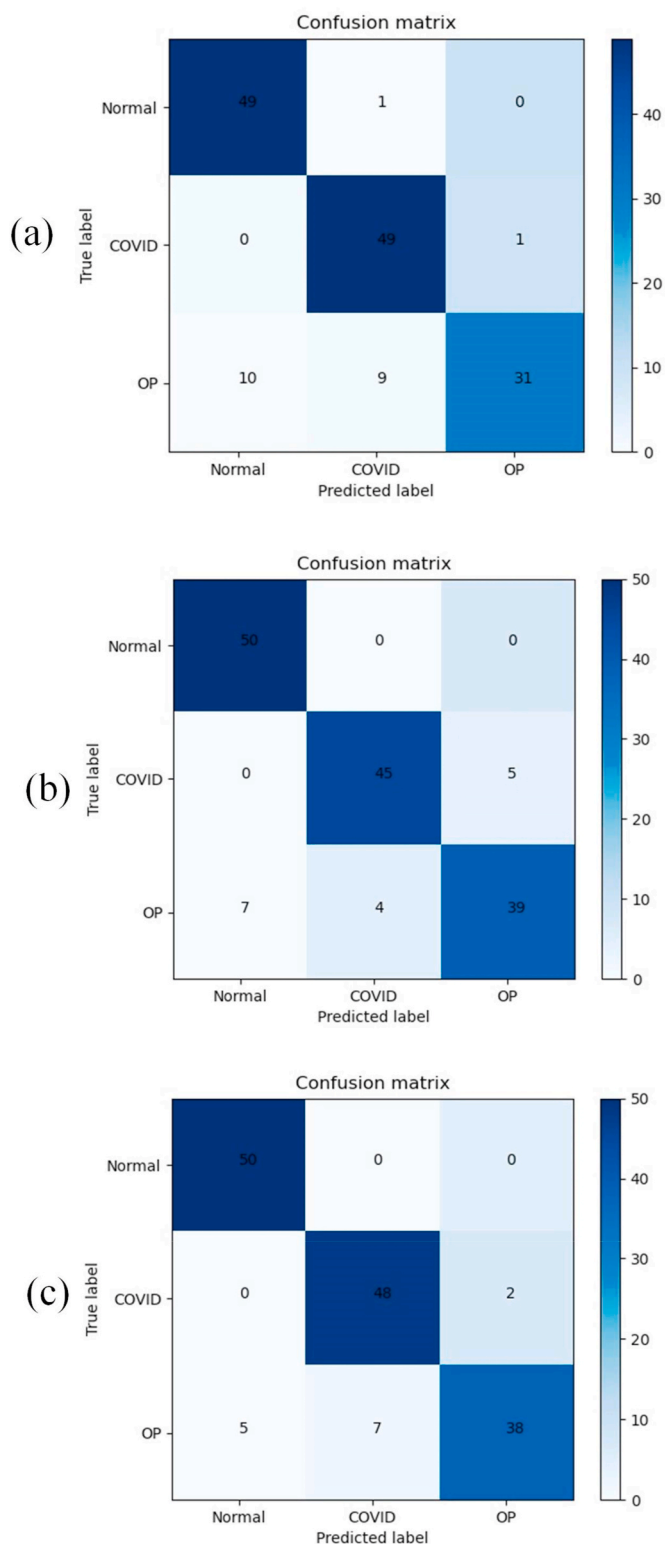 Confusion matrix
Normal 49 1 0
(a)
True label
COVID 0 49 1
OP 10 9 31
Normal COVID OP
Predicted label
40
30
20
10
0
Confusion matrix
Normal 50 0 0
(b)
True label
COVID 0 45 5
OP 7 4 39
Normal COVID OP
Predicted label
50
40
30
20
10
0
Confusion matrix
Normal 50 0 0
(c)
True label
COVID 0 48 2
OP 5 7 38
Normal COVID OP
Predicted label
50
40
30
20
10
0